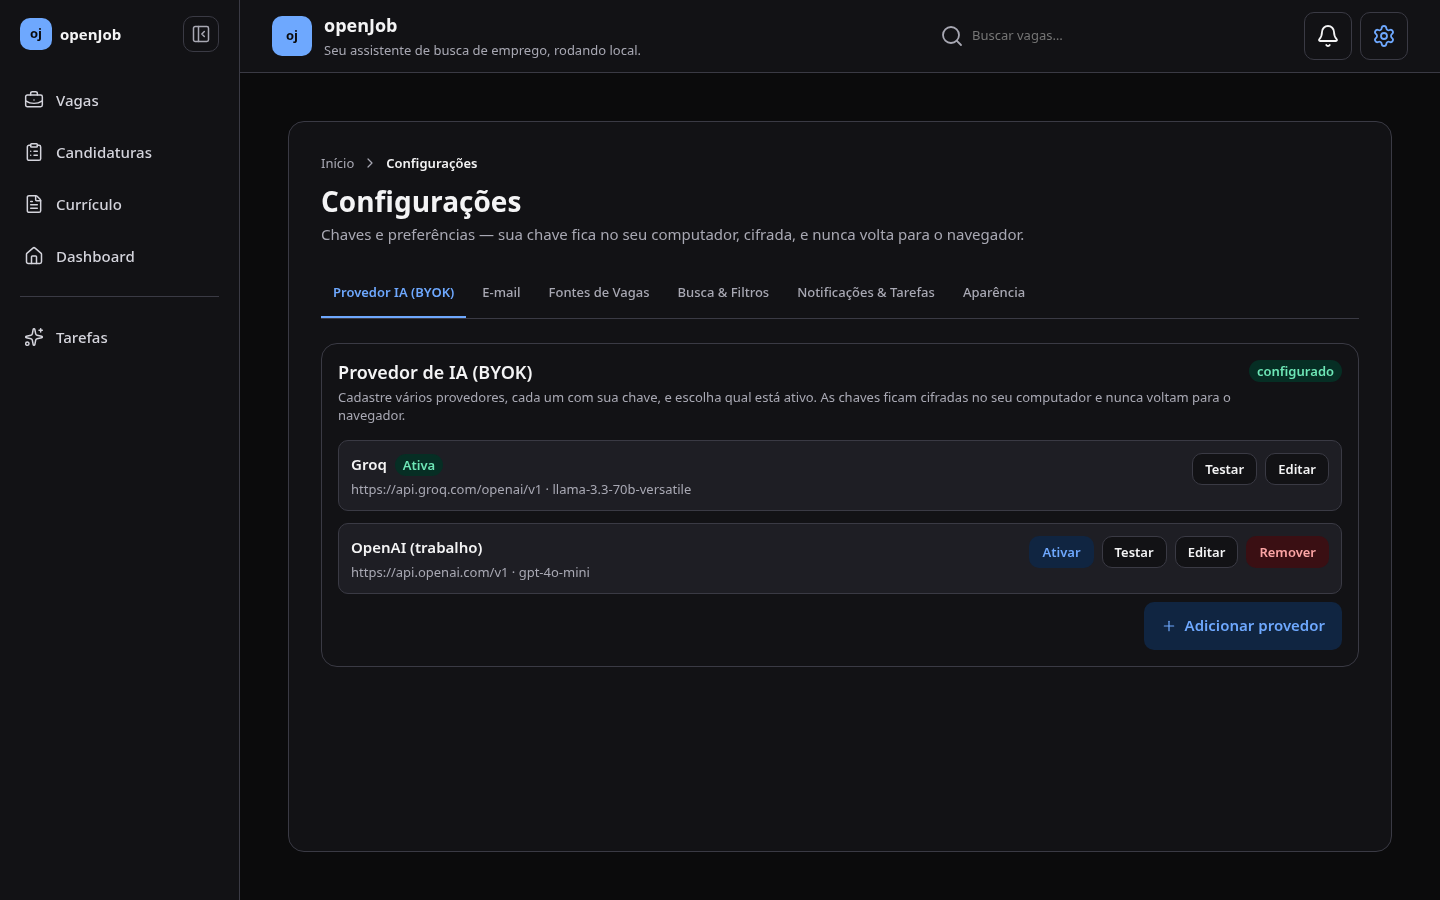 oj openJob
Vagas
Candidaturas
Currículo
Dashboard
Tarefas
oj openJob
Seu assistente de busca de emprego, rodando local.
Buscar vagas...
Início Configurações
Configurações
Chaves e preferências — sua chave fica no seu computador, cifrada, e nunca volta para o navegador.
Provedor IA (BYOK) E-mail Fontes de Vagas Busca & Filtros Notificações & Tarefas Aparência
Provedor de IA (BYOK) configurado
Cadastre vários provedores, cada um com sua chave, e escolha qual está ativo. As chaves ficam cifradas no seu computador e nunca voltam para o
navegador.
Groq Ativa Testar Editar
https://api.groq.com/openai/v1 · llama-3.3-70b-versatile
OpenAI (trabalho) Ativar Testar Editar Remover
https://api.openai.com/v1 · gpt-4o-mini
+ Adicionar provedor